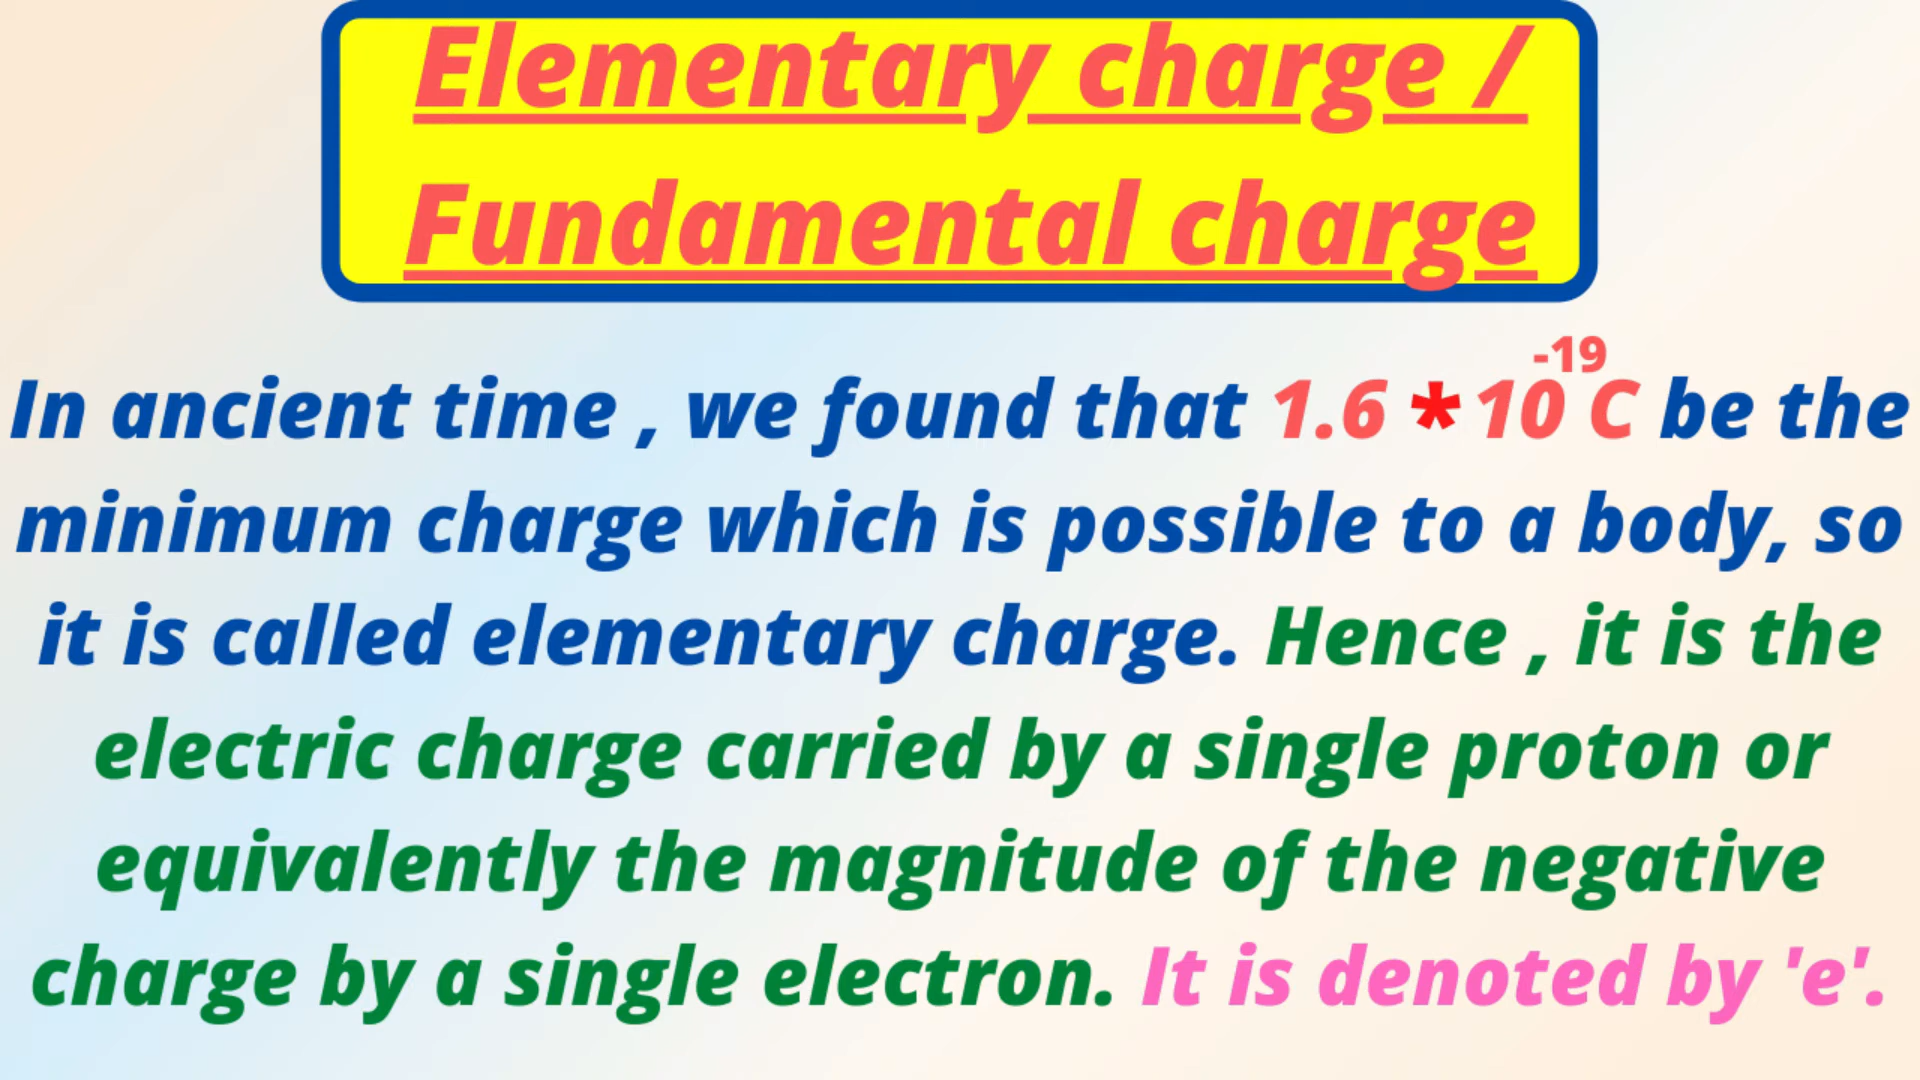 Elementary charge /
Fundamental charge
In ancient time , we found that 1.6 * 10⁻¹⁹ C be the
minimum charge which is possible to a body, so
it is called elementary charge. Hence , it is the
electric charge carried by a single proton or
equivalently the magnitude of the negative
charge by a single electron. It is denoted by 'e'.